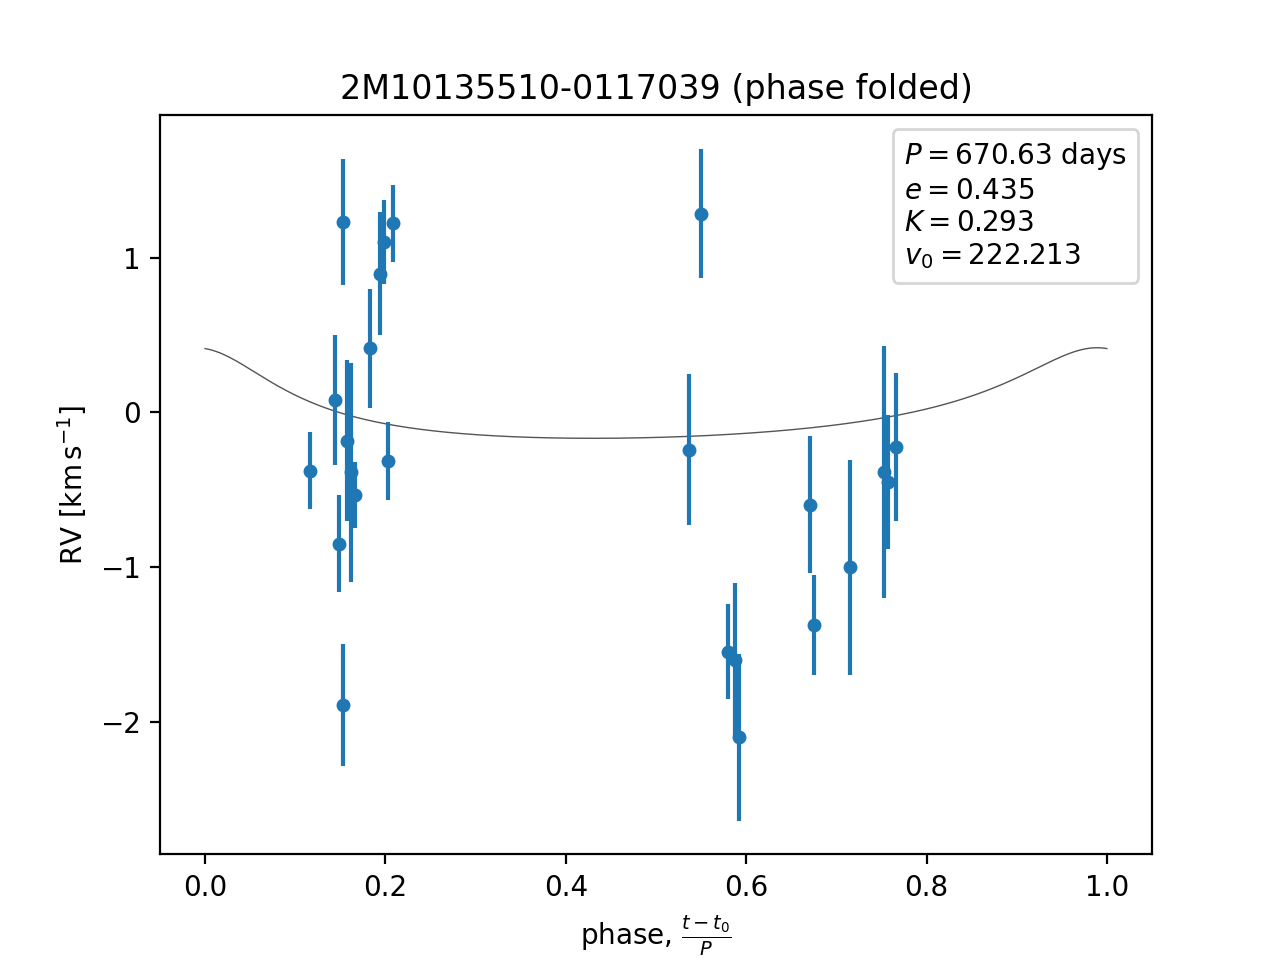 2M10135510-0117039 (phase folded)
P = 670.63 days
e = 0.435
K = 0.293
v₀ = 222.213
1
0
−1
−2
RV [km s⁻¹]
0.0 0.2 0.4 0.6 0.8 1.0
phase, (t − t₀)/P